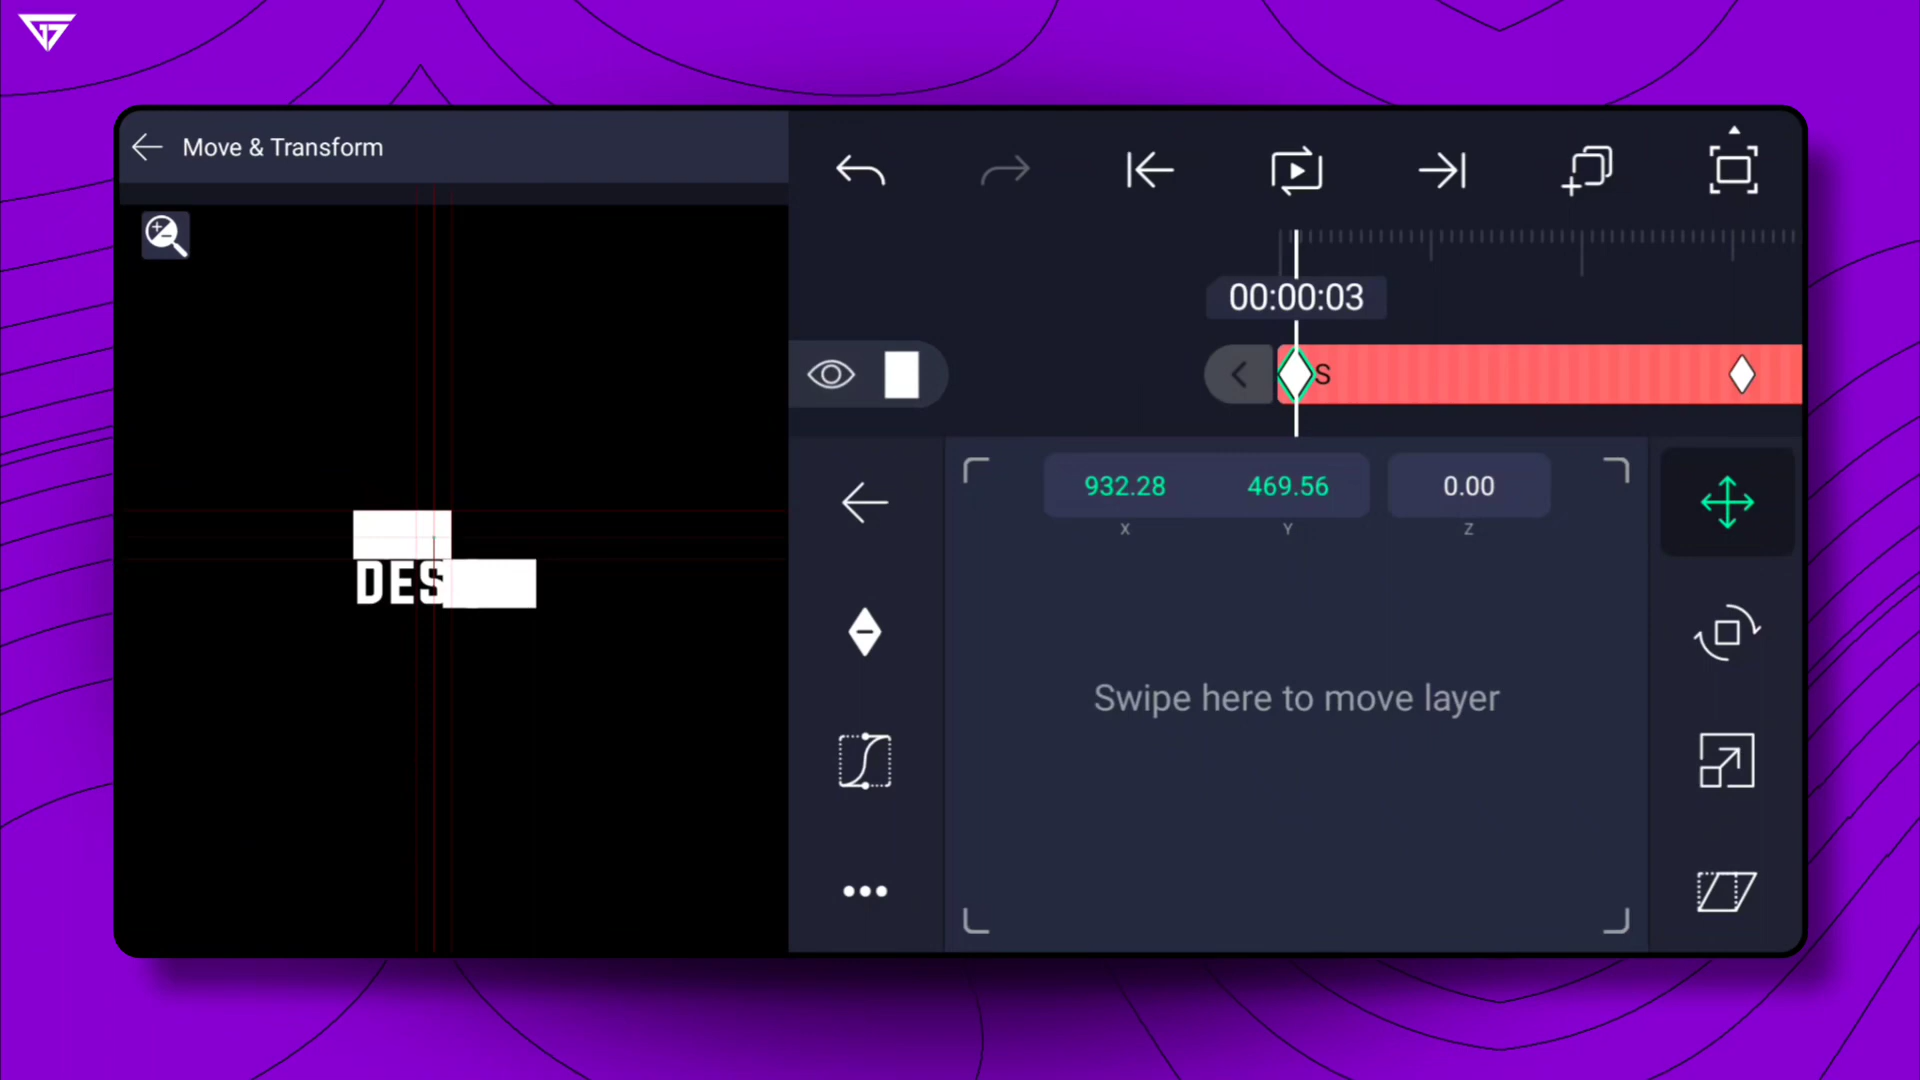 Move & Transform
00:00:03
S
932.28 469.56 0.00
X Y Z
DES
Swipe here to move layer